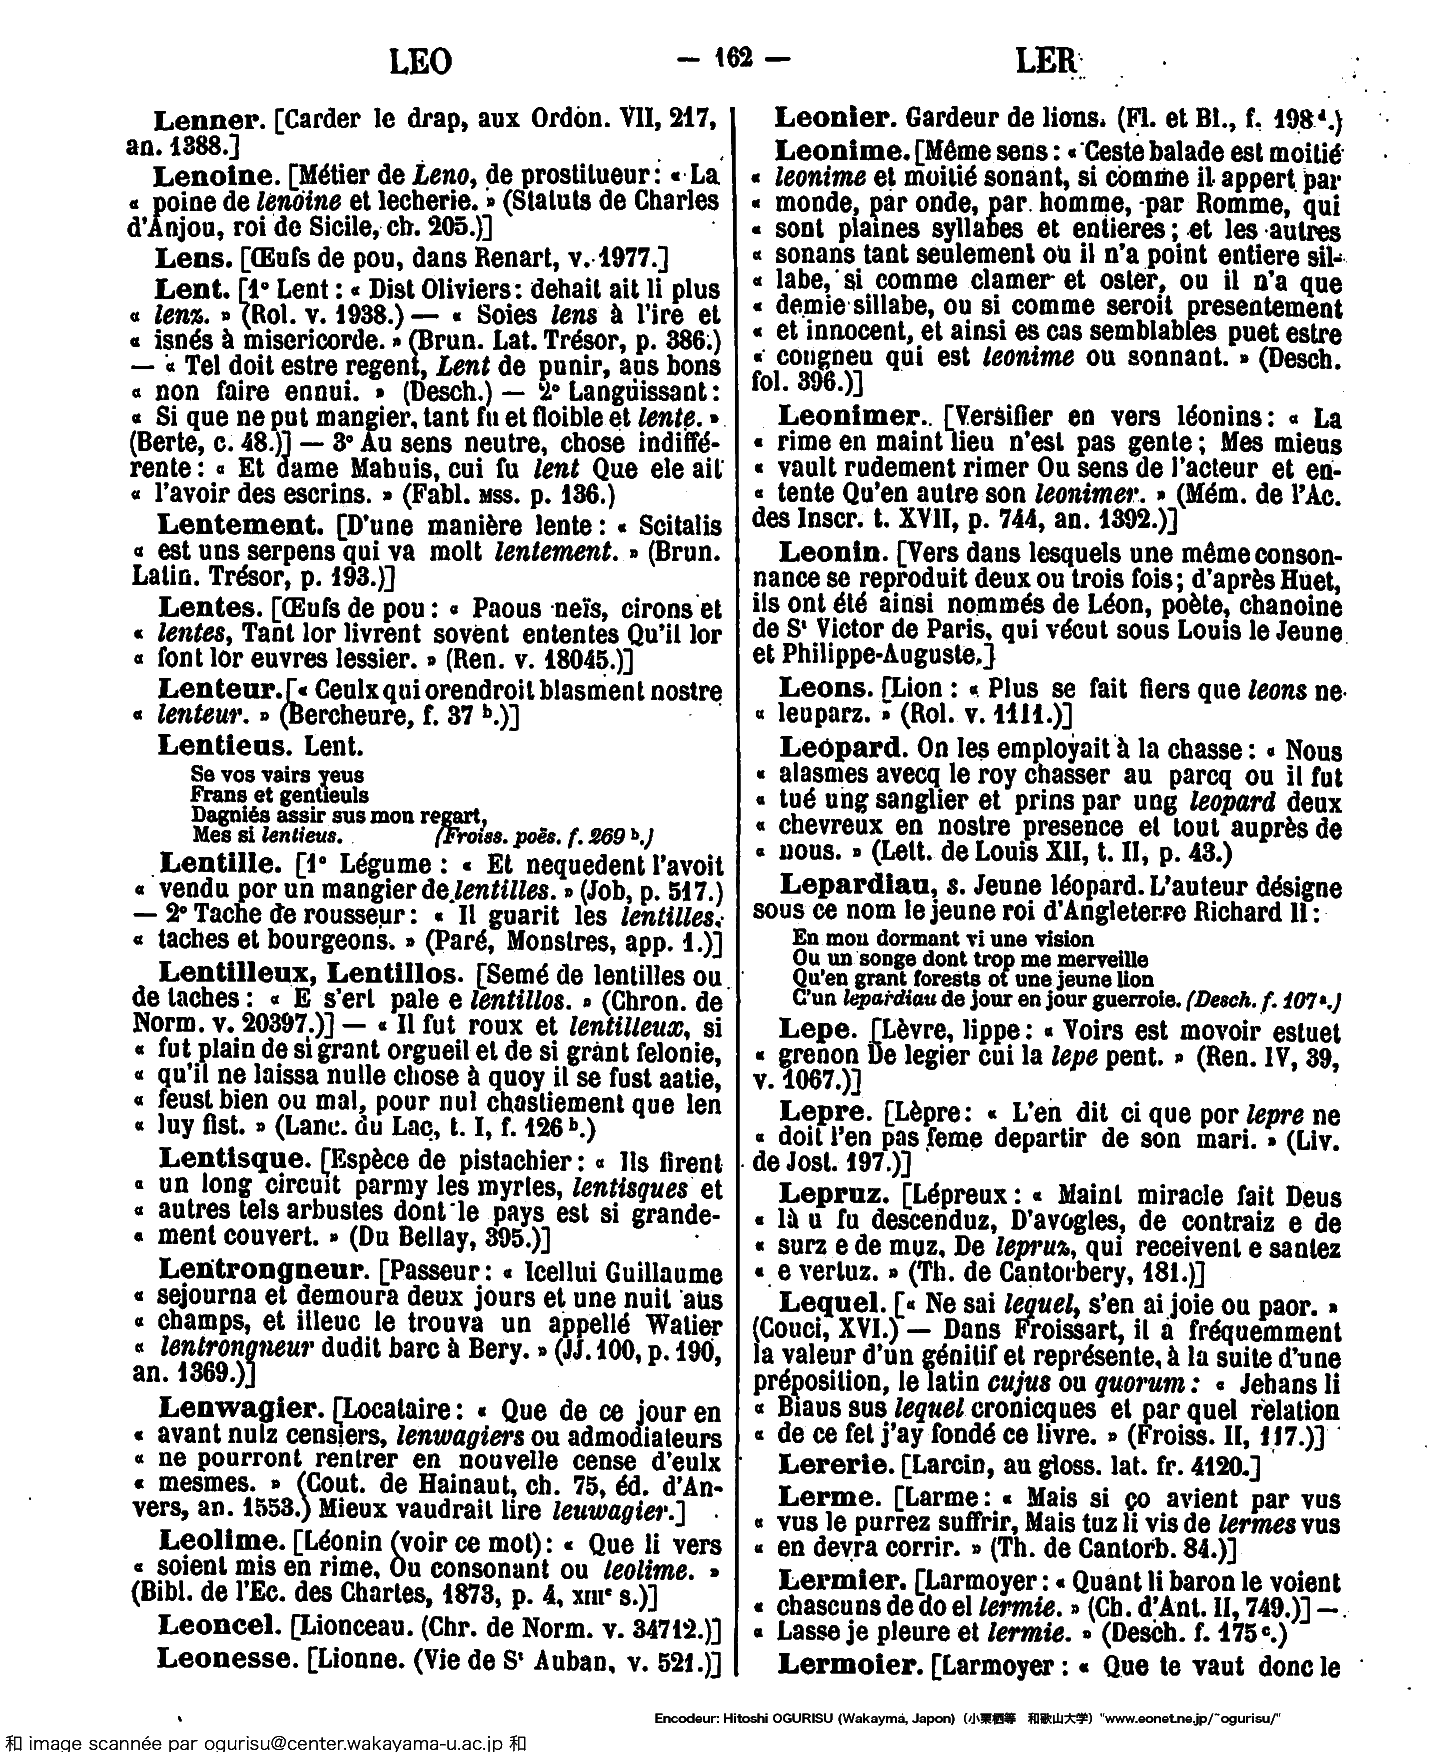 LEO — 162 — LER
Lenner. [Carder le drap, aux Ordon. VII, 217,
an. 1388.]
Lenoine. [Métier de Leno, de prostitueur : « La
« poine de lenoine et lecherie. » (Statuts de Charles
d'Anjou, roi de Sicile, ch. 205.)]
Lens. [Œufs de pou, dans Renart, v. 1977.]
Lent. [1° Lent : « Dist Oliviers : dehait ait li plus
« lenz. » (Rol. v. 1938.) — « Soies lens à l'ire et
« isnés à misericorde. » (Brun. Lat. Trésor, p. 386.)
— « Tel doit estre regent, Lent de punir, aus bons
« non faire ennui. » (Desch.) — 2° Languissant :
« Si que ne put mangier, tant fu et floible et lente. »
(Berte, c. 48.)] — 3° Au sens neutre, chose indiffé-
rente : « Et dame Mahuis, cui fu lent Que ele ait
« l'avoir des escrins. » (Fabl. MSS. p. 136.)
Lentement. [D'une manière lente : « Scitalis
« est uns serpens qui va molt lentement. » (Brun.
Latin. Trésor, p. 193.)]
Lentes. [Œufs de pou : « Paous neïs, cirons et
« lentes, Tant lor livrent sovent ententes Qu'il lor
« font lor euvres lessier. » (Ren. v. 18045.)]
Lenteur. [« Ceulx qui orendroit blasment nostre
« lenteur. » (Bercheure, f. 37 b.)]
Lentieus. Lent.
Se vos vairs yeus
Frans et gentieuls
Dagniés assir sus mon regart,
Mes si lentieus. (Froiss. poës. f. 269 b.)
Lentille. [1° Légume : « Et nequedent l'avoit
« vendu por un mangier de lentilles. » (Job, p. 517.)
— 2° Tache de rousseur : « Il guarit les lentilles,
« taches et bourgeons. » (Paré, Monstres, app. 1.)]
Lentilleux, Lentillos. [Semé de lentilles ou
de taches : « E s'ert pale e lentillos. » (Chron. de
Norm. v. 20397.)] — « Il fut roux et lentilleux, si
« fut plain de si grant orgueil et de si grant felonie,
« qu'il ne laissa nulle chose à quoy il se fust aatie,
« feust bien ou mal, pour nul chastiement que len
« luy fist. » (Lanc. du Lac, t. I, f. 126 b.)
Lentisque. [Espèce de pistachier : « Ils firent
« un long circuit parmy les myrtes, lentisques et
« autres tels arbustes dont le pays est si grande-
« ment couvert. » (Du Bellay, 395.)]
Lentrongneur. [Passeur : « Icellui Guillaume
« sejourna et demoura deux jours et une nuit aus
« champs, et illeuc le trouva un appellé Watier
« lentrongneur dudit barc à Bery. » (JJ. 100, p. 190,
an. 1369.)]
Lenwagier. [Locataire : « Que de ce jour en
« avant nulz censiers, lenwagiers ou admodiateurs
« ne pourront rentrer en nouvelle cense d'eulx
« mesmes. » (Cout. de Hainaut, ch. 75, éd. d'An-
vers, an. 1553.) Mieux vaudrait lire leuwagier.]
Leolime. [Léonin (voir ce mot) : « Que li vers
« soient mis en rime, Ou consonant ou leolime. »
(Bibl. de l'Ec. des Chartes, 1873, p. 4, XIIIe s.)]
Leoncel. [Lionceau. (Chr. de Norm. v. 34712.)]
Leonesse. [Lionne. (Vie de St Auban, v. 521.)]
Leonier. Gardeur de lions. (Fl. et Bl., f. 198 d.)
Leonime. [Même sens : « Ceste balade est moitié
« leonime et moitié sonant, si comme il appert par
« monde, par onde, par homme, par Romme, qui
« sont plaines syllabes et entieres ; et les autres
« sonans tant seulement ou il n'a point entiere sil-
« labe, si comme clamer et oster, ou il n'a que
« demie sillabe, ou si comme seroit presentement
« et innocent, et ainsi es cas semblables puet estre
« congneu qui est leonime ou sonnant. » (Desch.
fol. 396.)]
Leonimer. [Versifier en vers léonins : « La
« rime en maint lieu n'est pas gente ; Mes mieus
« vault rudement rimer Ou sens de l'acteur et en-
« tente Qu'en autre son leonimer. » (Mém. de l'Ac.
des Inscr. t. XVII, p. 744, an. 1392.)]
Leonin. [Vers dans lesquels une même conson-
nance se reproduit deux ou trois fois ; d'après Huet,
ils ont été ainsi nommés de Léon, poète, chanoine
de St Victor de Paris, qui vécut sous Louis le Jeune
et Philippe-Auguste.]
Leons. [Lion : « Plus se fait fiers que leons ne
« leuparz. » (Rol. v. 1111.)]
Leopard. On les employait à la chasse : « Nous
« alasmes avecq le roy chasser au parcq ou il fut
« tué ung sanglier et prins par ung leopard deux
« chevreux en nostre presence et tout auprès de
« nous. » (Lett. de Louis XII, t. II, p. 43.)
Lepardiau, s. Jeune léopard. L'auteur désigne
sous ce nom le jeune roi d'Angleterre Richard II :
En mou dormant vi une vision
Ou un songe dont trop me merveille
Qu'en grant forests ot une jeune lion
C'un lepardiau de jour en jour guerroie. (Desch. f. 107 a.)
Lepe. [Lèvre, lippe : « Voirs est movoir estuet
« grenon De legier cui la lepe pent. » (Ren. IV, 39,
v. 1067.)]
Lepre. [Lèpre : « L'en dit ci que por lepre ne
« doit l'en pas feme departir de son mari. » (Liv.
de Jost. 197.)]
Lepruz. [Lépreux : « Maint miracle fait Deus
« là u fu descenduz, D'avogles, de contraiz e de
« surz e de muz, De lepruz, qui receivent e santez
« e vertuz. » (Th. de Cantorbery, 181.)]
Lequel. [« Ne sai lequel, s'en ai joie ou paor. »
(Couci, XVI.) — Dans Froissart, il a fréquemment
la valeur d'un génitif et représente, à la suite d'une
préposition, le latin cujus ou quorum : « Jehans li
« Biaus sus lequel cronicques et par quel relation
« de ce fet j'ay fondé ce livre. » (Froiss. II, 117.)]
Lererie. [Larcin, au gloss. lat. fr. 4120.]
Lerme. [Larme : « Mais si ço avient par vus
« vus le purrez suffrir, Mais tuz li vis de lermes vus
« en devra corrir. » (Th. de Cantorb. 84.)]
Lermier. [Larmoyer : « Quant li baron le voient
« chascuns de do el lermie. » (Ch. d'Ant. II, 749.)] —
« Lasse je pleure et lermie. » (Desch. f. 175 c.)
Lermoier. [Larmoyer : « Que te vaut donc le
Encodeur: Hitoshi OGURISU (Wakayma, Japon) (小栗栖等 和歌山大学) "www.eonet.ne.jp/~ogurisu/"
和 image scannée par ogurisu@center.wakayama-u.ac.jp 和